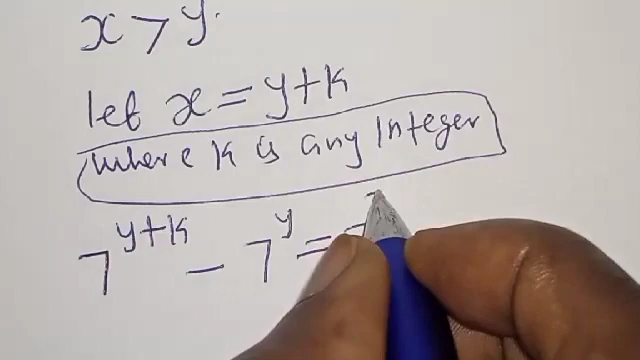 x > y.
let x = y+k
where k is any Integer
7^{y+k} - 7^y =